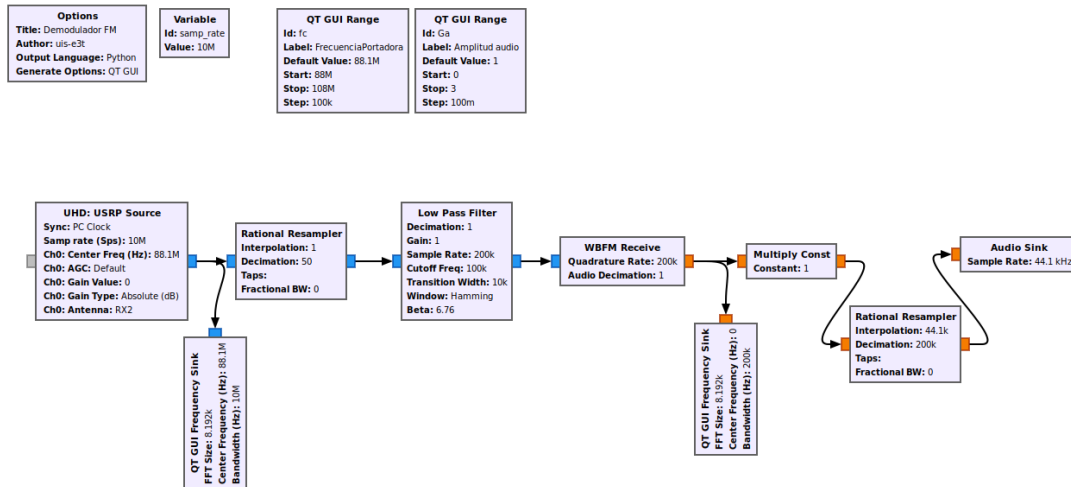 Options
Title: Demodulador FM
Author: uis-e3t
Output Language: Python
Generate Options: QT GUI
Variable
Id: samp_rate
Value: 10M
QT GUI Range
Id: fc
Label: FrecuenciaPortadora
Default Value: 88.1M
Start: 88M
Stop: 108M
Step: 100k
QT GUI Range
Id: Ga
Label: Amplitud audio
Default Value: 1
Start: 0
Stop: 3
Step: 100m
UHD: USRP Source
Sync: PC Clock
Samp rate (Sps): 10M
Ch0: Center Freq (Hz): 88.1M
Ch0: AGC: Default
Ch0: Gain Value: 0
Ch0: Gain Type: Absolute (dB)
Ch0: Antenna: RX2
Rational Resampler
Interpolation: 1
Decimation: 50
Taps:
Fractional BW: 0
Low Pass Filter
Decimation: 1
Gain: 1
Sample Rate: 200k
Cutoff Freq: 100k
Transition Width: 10k
Window: Hamming
Beta: 6.76
WBFM Receive
Quadrature Rate: 200k
Audio Decimation: 1
Multiply Const
Constant: 1
Audio Sink
Sample Rate: 44.1 kHz
Rational Resampler
Interpolation: 44.1k
Decimation: 200k
Taps:
Fractional BW: 0
QT GUI Frequency Sink
FFT Size: 8.192k
Center Frequency (Hz): 88.1M
Bandwidth (Hz): 10M
QT GUI Frequency Sink
FFT Size: 8.192k
Center Frequency (Hz): 0
Bandwidth (Hz): 200k